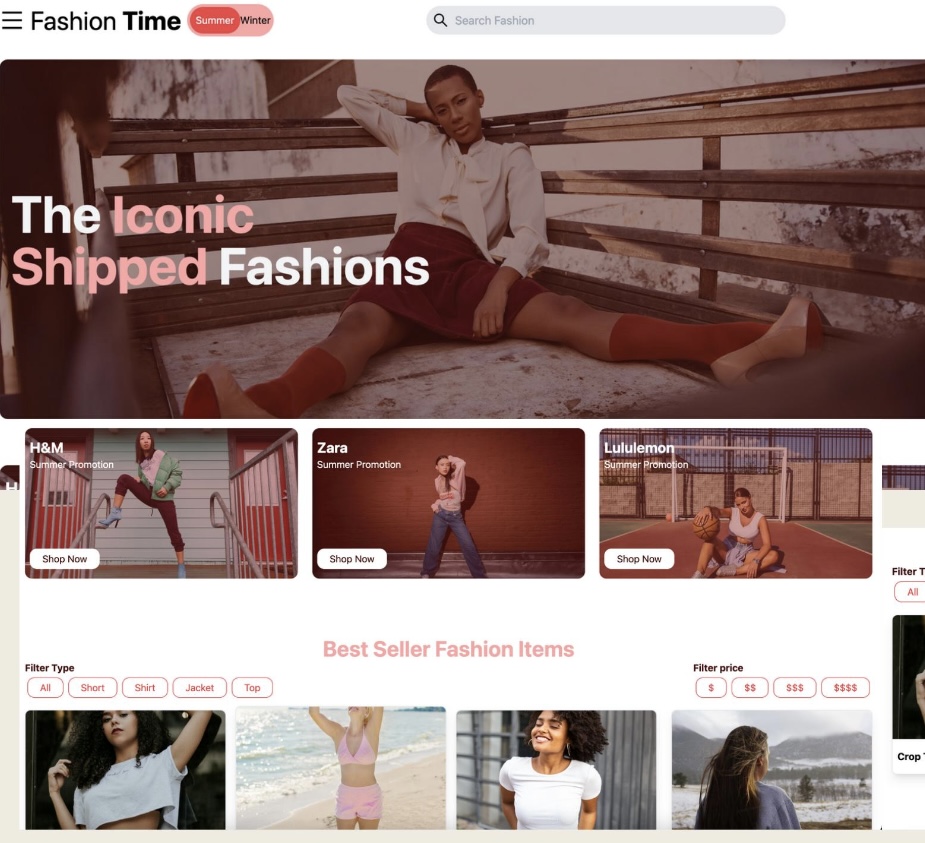 Fashion Time Summer Winter
Search Fashion
The Iconic
Shipped Fashions
H&M
Summer Promotion
Shop Now
Zara
Summer Promotion
Shop Now
Lululemon
Summer Promotion
Shop Now
Best Seller Fashion Items
Filter Type
All Short Shirt Jacket Top
Filter price
$ $$ $$$ $$$$
Filter
All
Crop